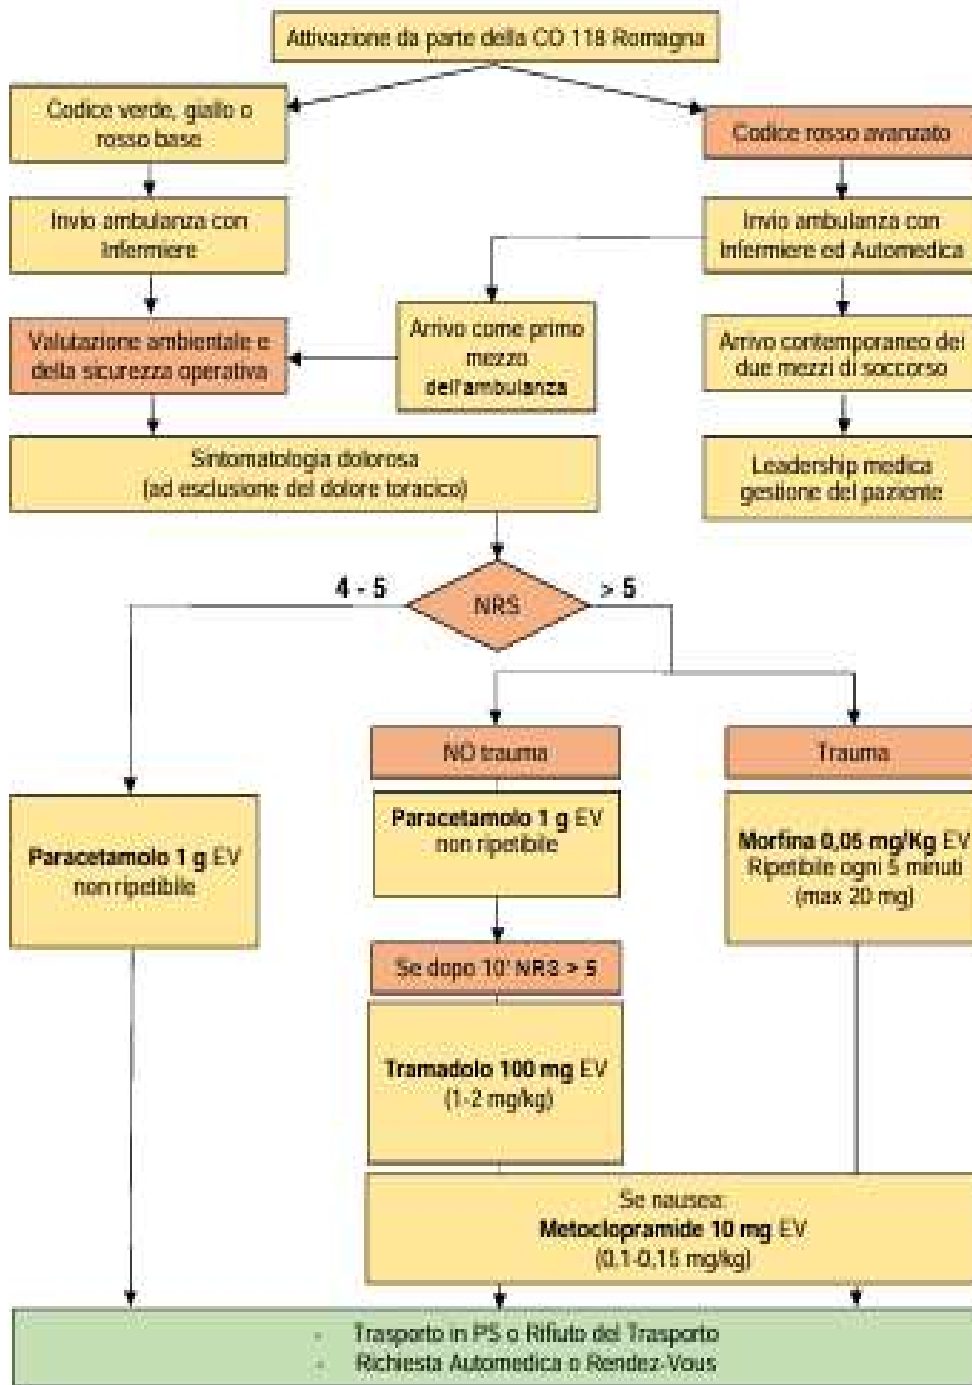 Attivazione da parte della CO 118 Romagna
Codice verde, giallo o
rosso base
Codice rosso avanzato
Invio ambulanza con
Infermiere
Invio ambulanza con
Infermiere ed Automedica
Valutazione ambientale e
della sicurezza operativa
Arrivo come primo
mezzo
dell'ambulanza
Arrivo contemporaneo dei
due mezzi di soccorso
Sintomatologia dolorosa
(ad esclusione del dolore toracico)
Leadership medica
gestione del paziente
4 - 5
NRS
> 5
NO trauma
Trauma
Paracetamolo 1 g EV
non ripetibile
Paracetamolo 1 g EV
non ripetibile
Morfina 0,05 mg/Kg EV
Ripetibile ogni 5 minuti
(max 20 mg)
Se dopo 10' NRS > 5
Tramadolo 100 mg EV
(1-2 mg/kg)
Se nausea:
Metoclopramide 10 mg EV
(0,1-0,15 mg/kg)
- Trasporto in PS o Rifiuto del Trasporto
- Richiesta Automedica o Rendez-Vous